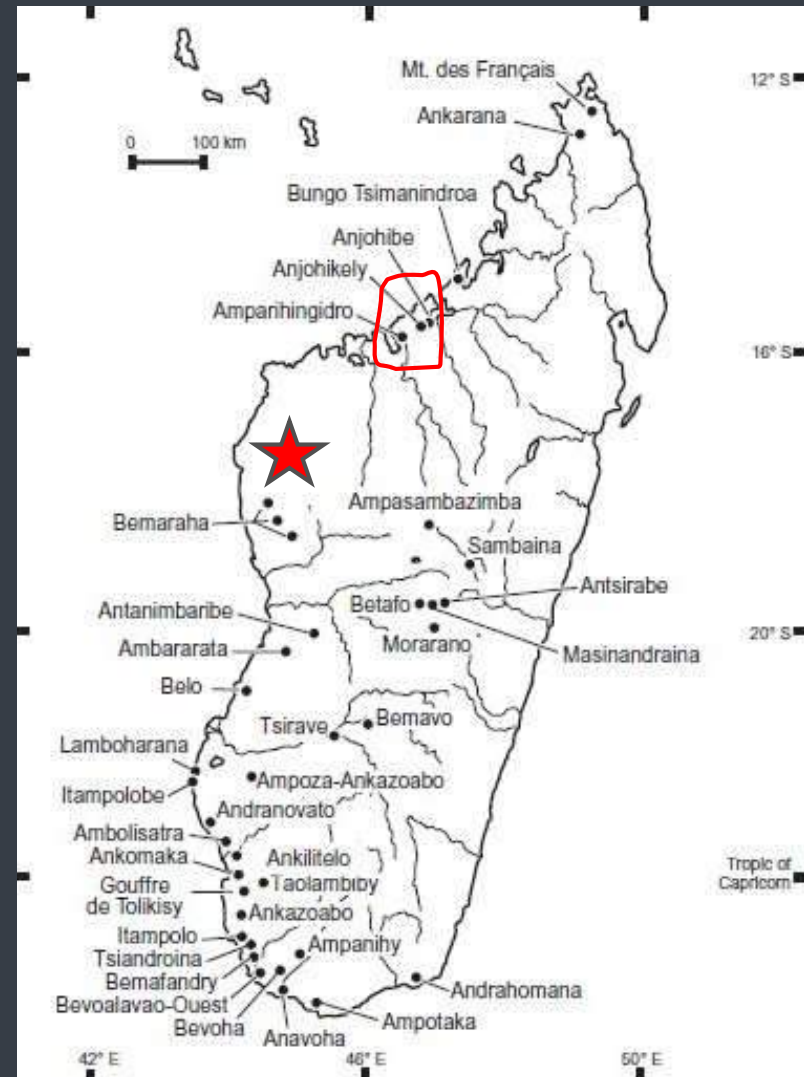 Mt. des Français
12° S
Ankarana
0 100 km
Bungo Tsimanindroa
Anjohibe
Anjohikely
Amparihingidro
16° S
Ampasambazimba
Bemaraha
Sambaina
Antsirabe
Betafo
Antanimbaribe
20° S
Morarano
Ambararata
Masinandraina
Belo
Bemavo
Tsirave
Lamboharana
Ampoza-Ankazoabo
Itampolobe
Andranovato
Ambolisatra
Ankomaka
Ankilitelo
Tropic of
Capricorn
Gouffre
de Tolikisy
Taolambiby
Ankazoabo
Itampolo
Ampanihy
Tsiandroina
Bemafandry
Andrahomana
Bevoalavao-Ouest
Bevoha
Ampotaka
Anavoha
42° E
46° E
50° E